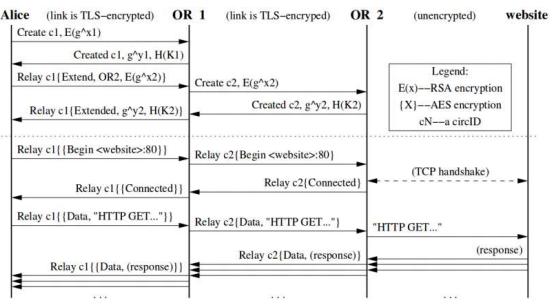 Alice (link is TLS−encrypted) OR 1 (link is TLS−encrypted) OR 2 (unencrypted) website
Create c1, E(g^x1)
Created c1, g^y1, H(K1)
Relay c1{Extend, OR2, E(g^x2)}
Create c2, E(g^x2)
Created c2, g^y2, H(K2)
Relay c1{Extended, g^y2, H(K2)}
Legend:
E(x)−−RSA encryption
{X}−−AES encryption
cN−−a circID
Relay c1{{Begin <website>:80}}
Relay c2{Begin <website>:80}
(TCP handshake)
Relay c2{Connected}
Relay c1{{Connected}}
Relay c1{{Data, "HTTP GET..."}}
Relay c2{Data, "HTTP GET..."}
"HTTP GET..."
(response)
Relay c2{Data, (response)}
Relay c1{{Data, (response)}}
. . . . . . . . .